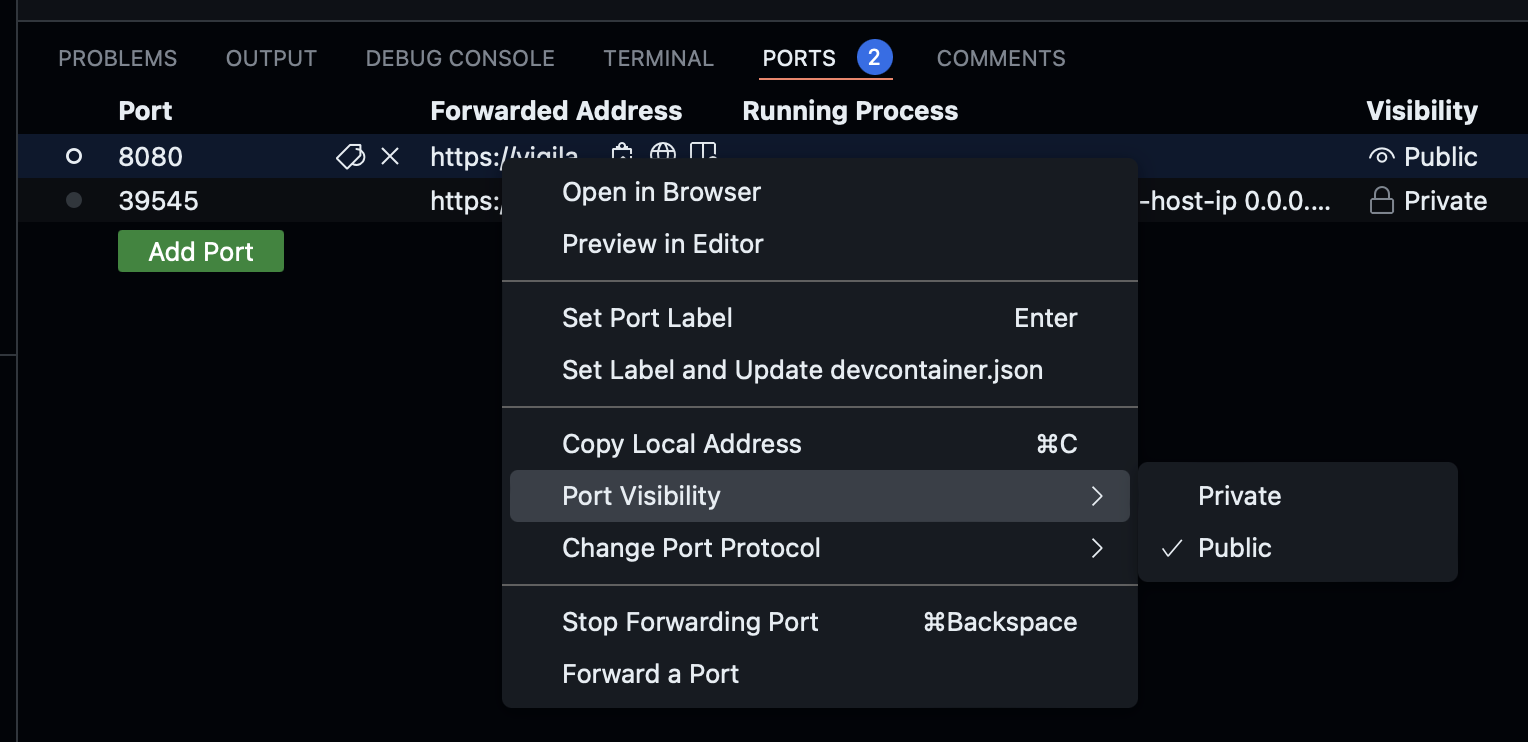 PROBLEMS OUTPUT DEBUG CONSOLE TERMINAL PORTS 2 COMMENTS
Port Forwarded Address Running Process Visibility
8080 https://vigila Public
39545 https:/ -host-ip 0.0.0.... Private
Add Port
Open in Browser
Preview in Editor
Set Port Label Enter
Set Label and Update devcontainer.json
Copy Local Address ⌘C
Port Visibility
Change Port Protocol
Stop Forwarding Port ⌘Backspace
Forward a Port
Private
Public